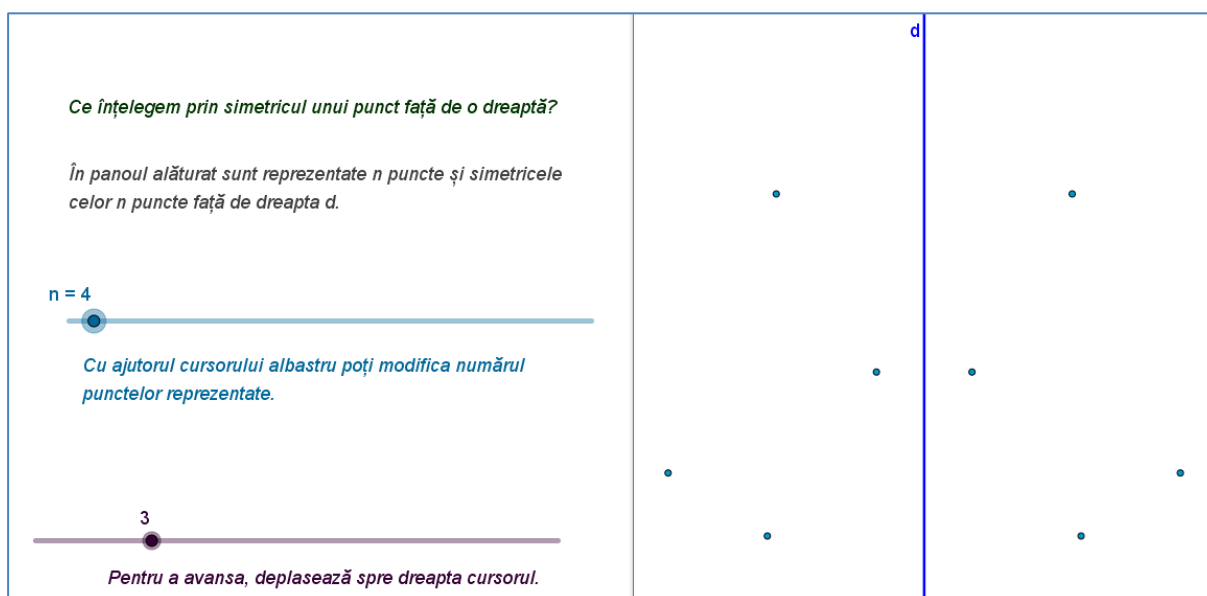 Ce înțelegem prin simetricul unui punct față de o dreaptă?
În panoul alăturat sunt reprezentate n puncte și simetricele
celor n puncte față de dreapta d.
n = 4
Cu ajutorul cursorului albastru poți modifica numărul
punctelor reprezentate.
3
Pentru a avansa, deplasează spre dreapta cursorul.
d